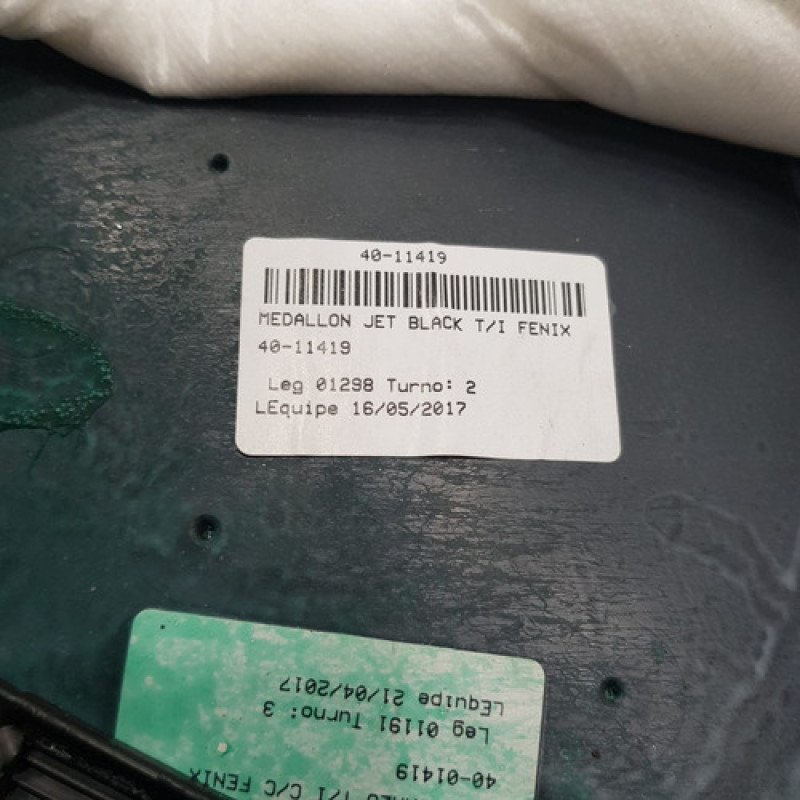 40-11419
MEDALLON JET BLACK T/I FENIX
40-11419
Leg 01298 Turno: 2
LEquipe 16/05/2017
T/I C/C FENIX
40-01419
Leg 01191 Turno: 3
LEquipe 21/04/2017